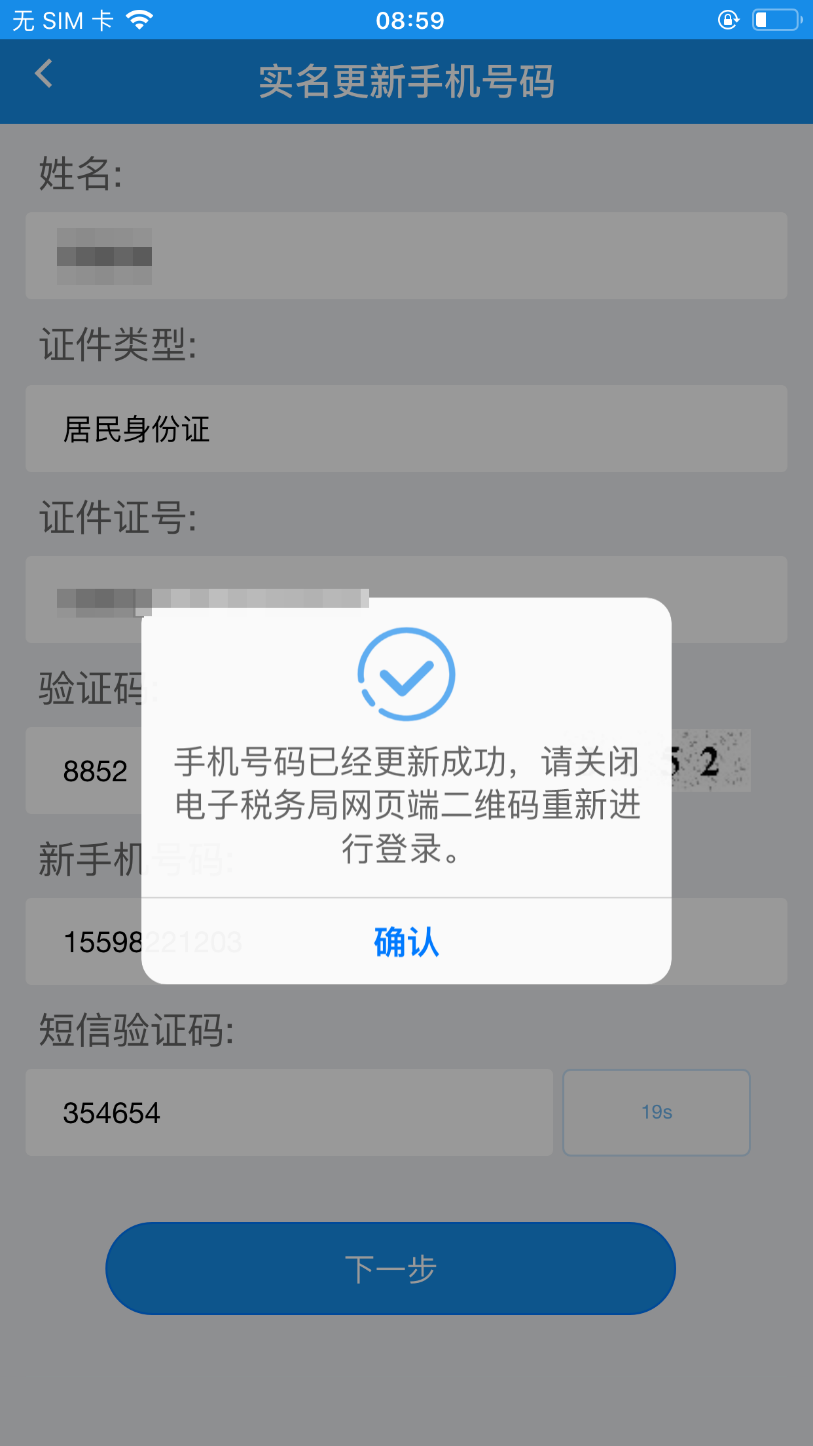 无 SIM 卡
08:59
实名更新手机号码
姓名:
证件类型:
居民身份证
证件证号:
验证码:
8852
5 2
手机号码已经更新成功，请关闭
电子税务局网页端二维码重新进
行登录。
确认
新手机号码:
15598221203
短信验证码:
354654
19s
下一步